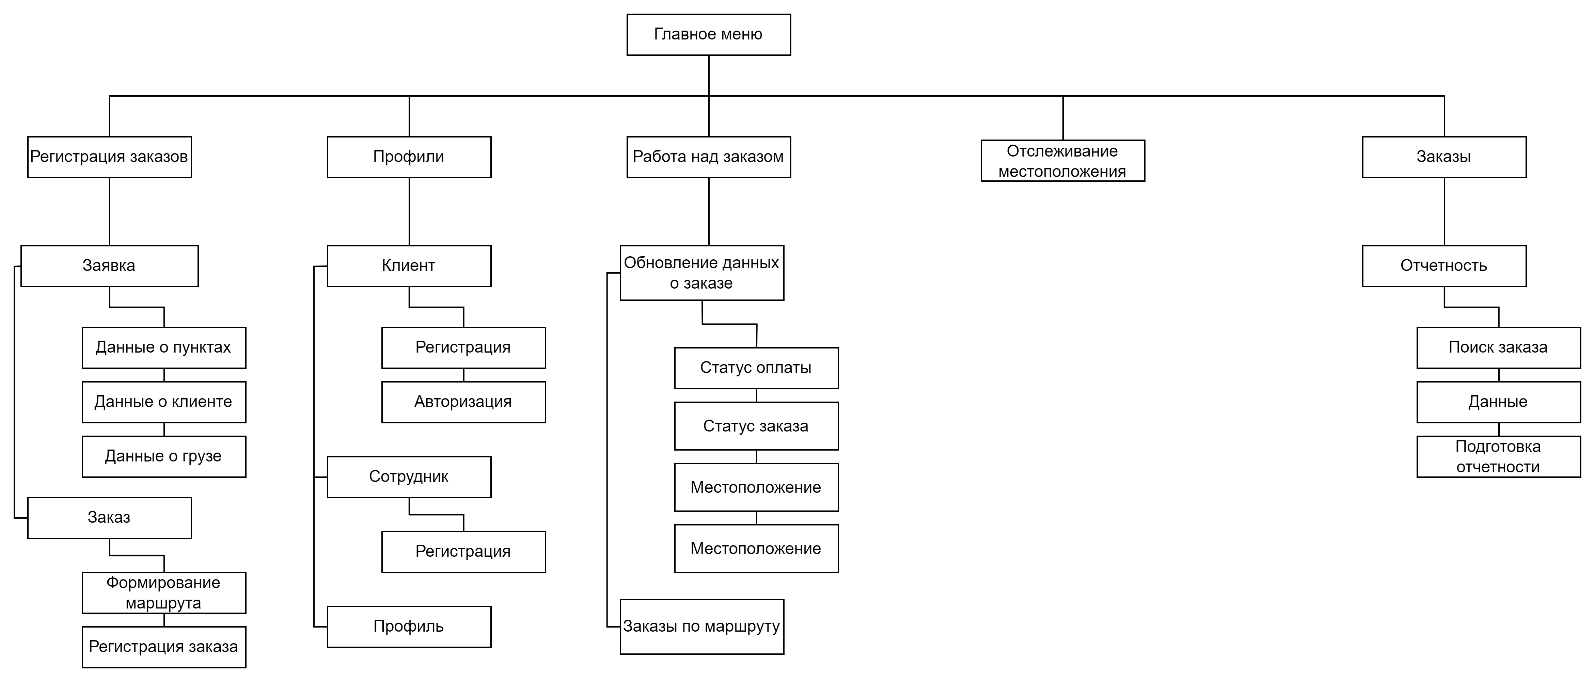 Главное меню
Регистрация заказов
Профили
Работа над заказом
Отслеживание
местоположения
Заказы
Заявка
Клиент
Обновление данных
о заказе
Отчетность
Данные о пунктах
Регистрация
Статус оплаты
Поиск заказа
Данные о клиенте
Авторизация
Статус заказа
Данные
Данные о грузе
Сотрудник
Местоположение
Подготовка
отчетности
Заказ
Регистрация
Местоположение
Формирование
маршрута
Профиль
Заказы по маршруту
Регистрация заказа